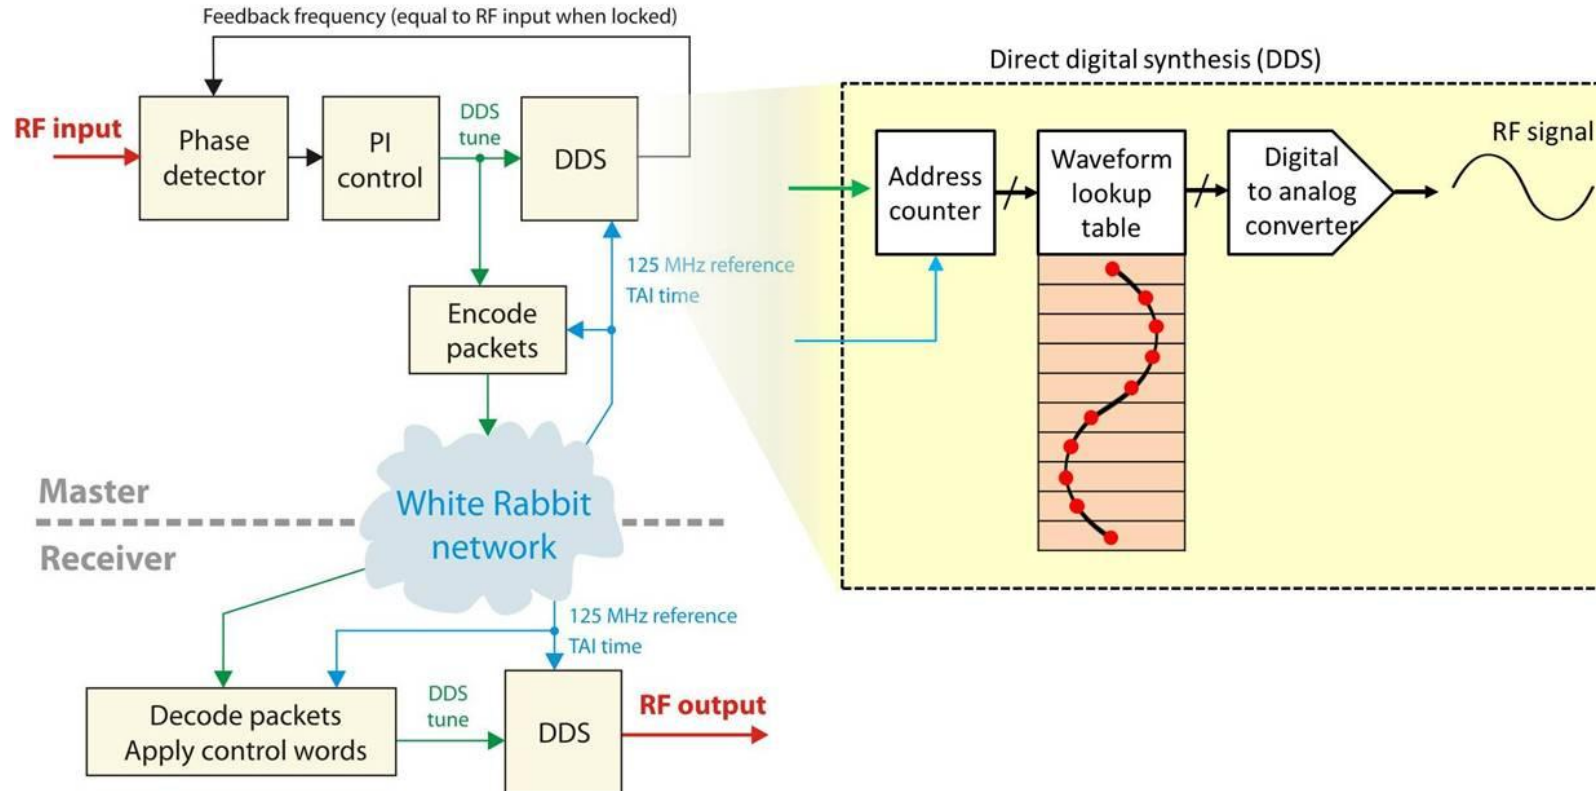 Feedback frequency (equal to RF input when locked)
RF input
Phase
detector
PI
control
DDS
tune
DDS
125 MHz reference
TAI time
Encode
packets
Master
Receiver
White Rabbit
network
125 MHz reference
TAI time
Decode packets
Apply control words
DDS
tune
DDS
RF output
Direct digital synthesis (DDS)
Address
counter
Waveform
lookup
table
Digital
to analog
converter
RF signal